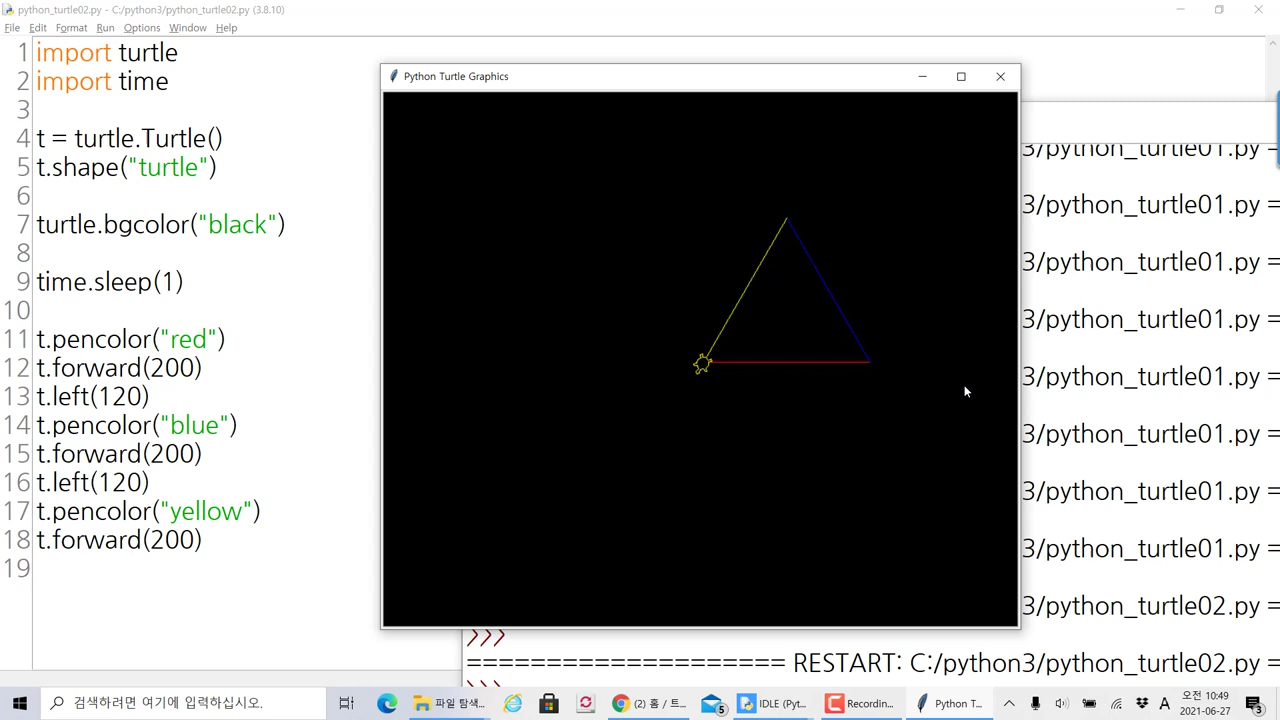 python_turtle02.py - C:/python3/python_turtle02.py (3.8.10)
File Edit Format Run Options Window Help
1 import turtle
2 import time
3
4 t = turtle.Turtle()
5 t.shape("turtle")
6
7 turtle.bgcolor("black")
8
9 time.sleep(1)
10
11 t.pencolor("red")
12 t.forward(200)
13 t.left(120)
14 t.pencolor("blue")
15 t.forward(200)
16 t.left(120)
17 t.pencolor("yellow")
18 t.forward(200)
19
Python Turtle Graphics
3/python_turtle01.py =
3/python_turtle01.py =
3/python_turtle01.py =
3/python_turtle01.py =
3/python_turtle01.py =
3/python_turtle01.py =
3/python_turtle01.py =
3/python_turtle01.py =
3/python_turtle02.py =
>>>
==================== RESTART: C:/python3/python_turtle02.py =
>>>
검색하려면 여기에 입력하십시오.
파일 탐색...
(2) 홈 / 트...
5
IDLE (Pyt...
Recordin...
Python T...
A
오전 10:49
2021-06-27
3